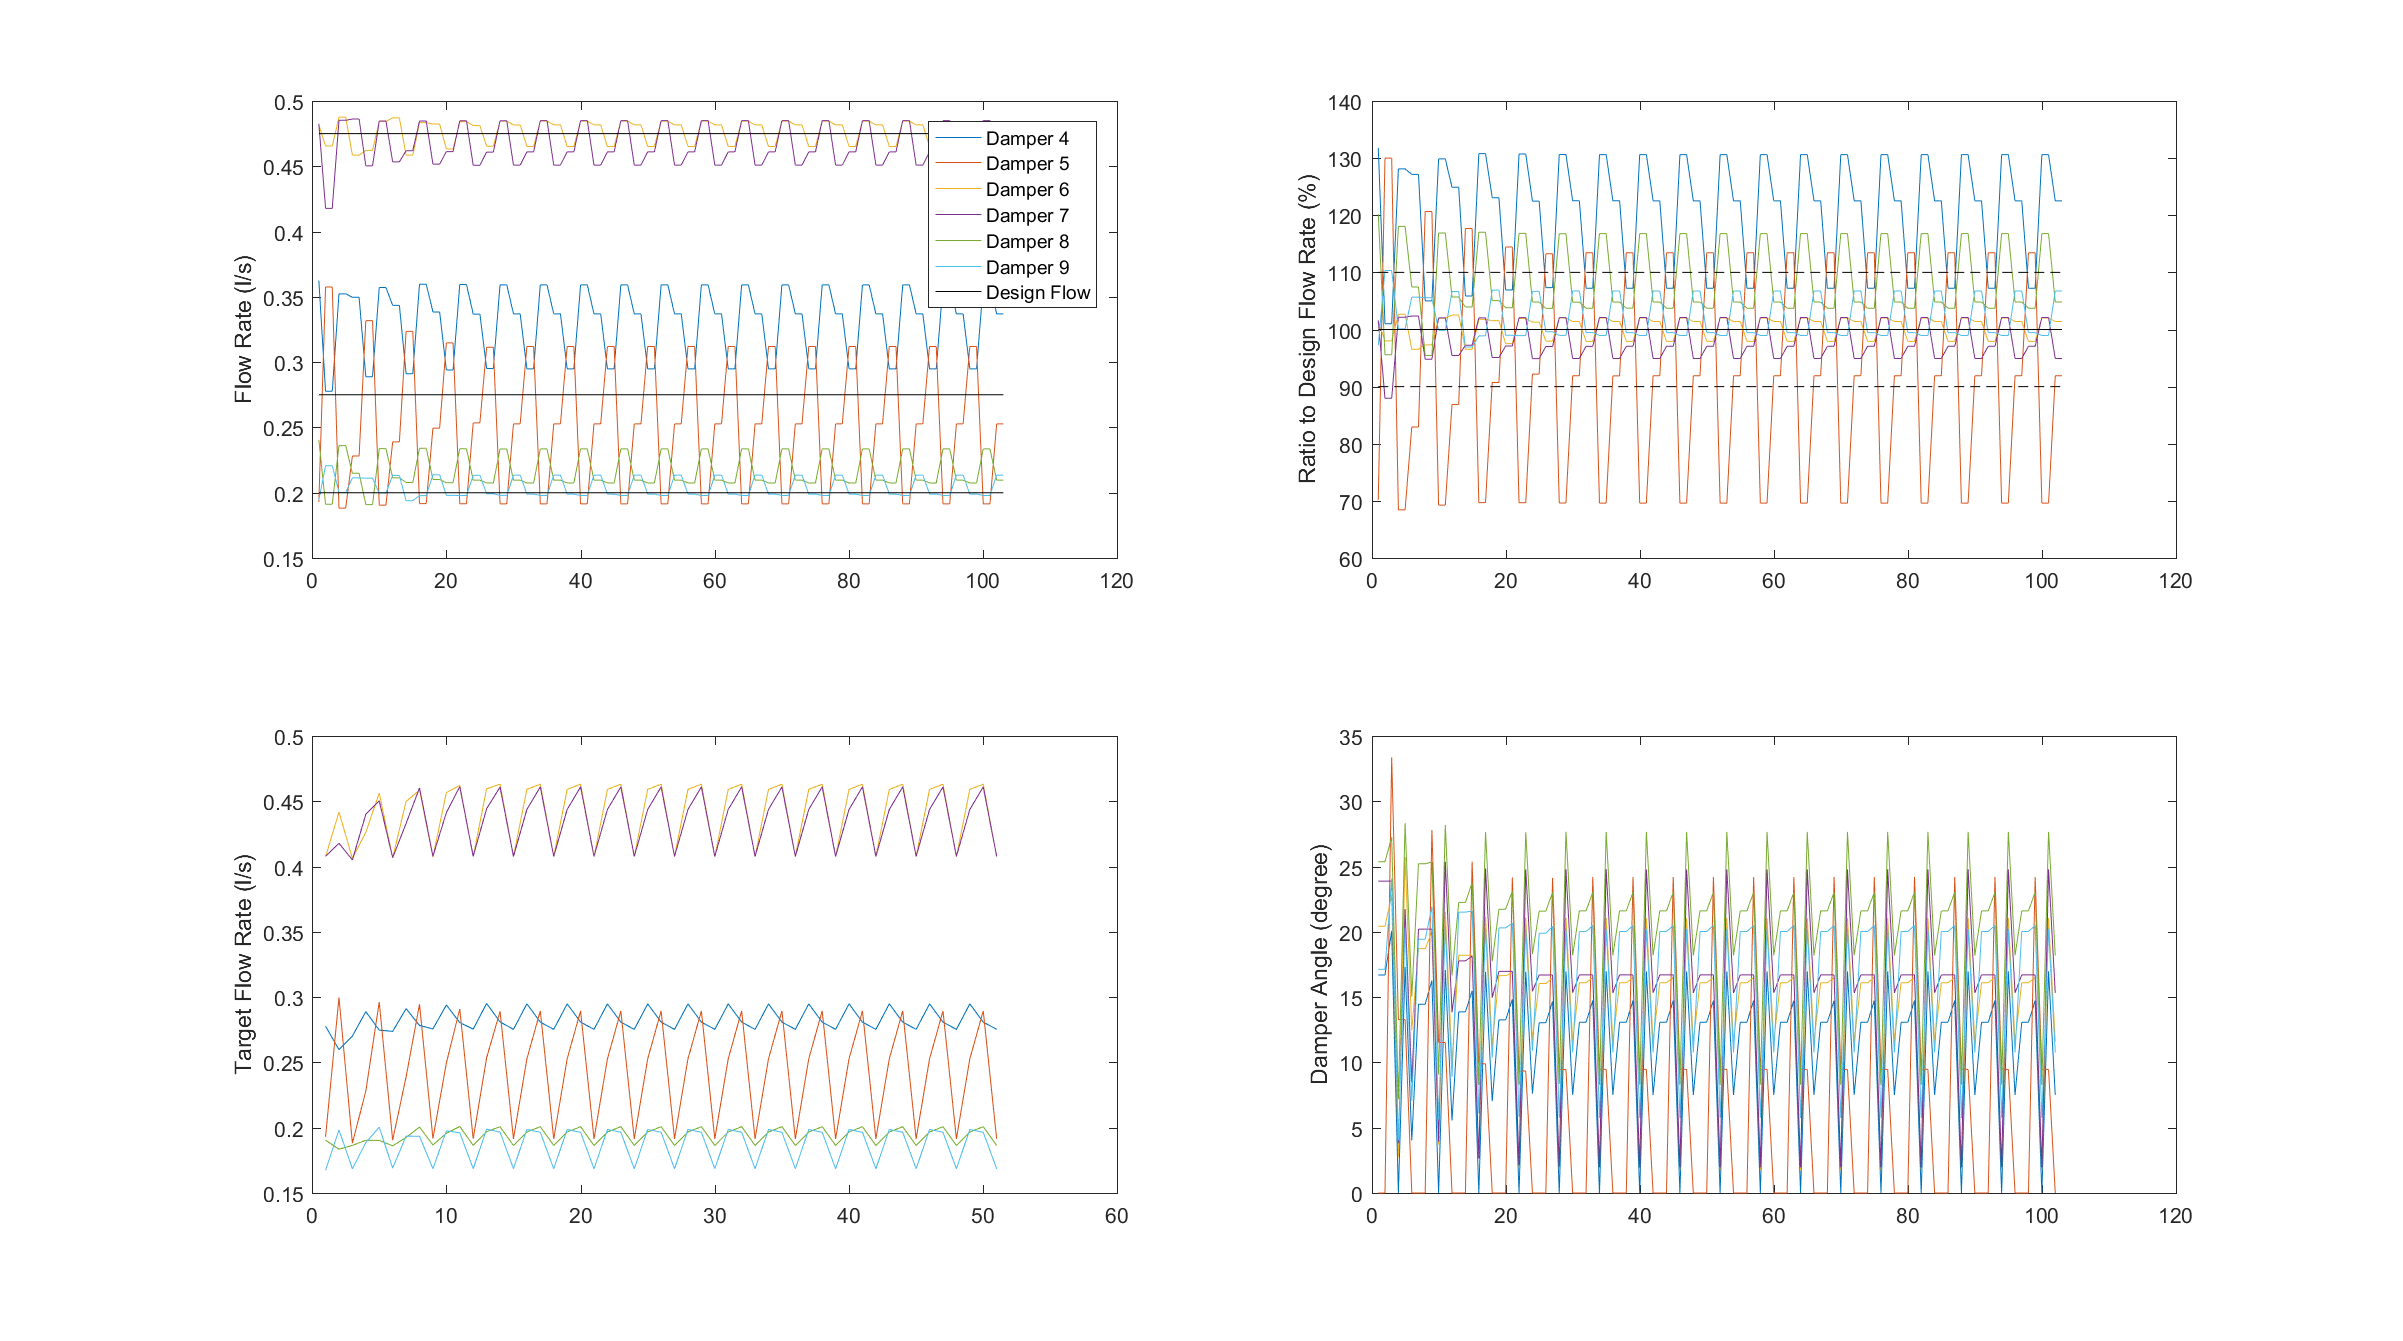 0.5
0.45
0.4
0.35
0.3
0.25
0.2
0.15
0 20 40 60 80 100 120
Flow Rate (l/s)
Damper 4
Damper 5
Damper 6
Damper 7
Damper 8
Damper 9
Design Flow
140
130
120
110
100
90
80
70
60
0 20 40 60 80 100 120
Ratio to Design Flow Rate (%)
0.5
0.45
0.4
0.35
0.3
0.25
0.2
0.15
0 10 20 30 40 50 60
Target Flow Rate (l/s)
35
30
25
20
15
10
5
0
0 20 40 60 80 100 120
Damper Angle (degree)